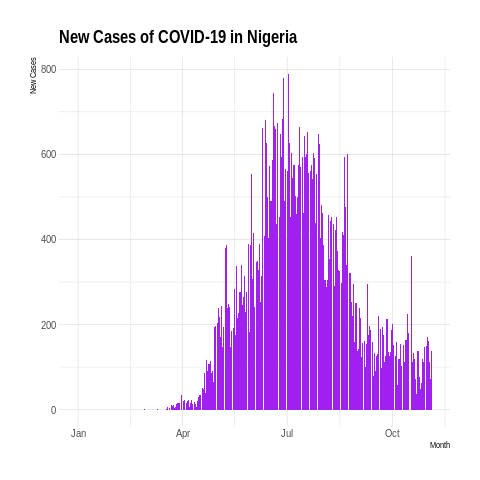 New Cases of COVID-19 in Nigeria
New Cases
800
600
400
200
0
Jan Apr Jul Oct
Month